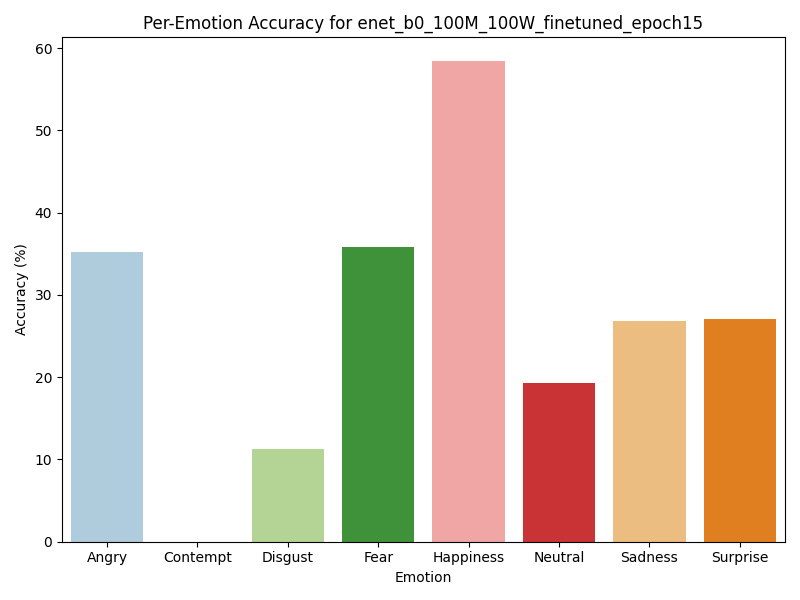 Per-Emotion Accuracy for enet_b0_100M_100W_finetuned_epoch15
Accuracy (%)
60
50
40
30
20
10
0
Angry Contempt Disgust Fear Happiness Neutral Sadness Surprise
Emotion